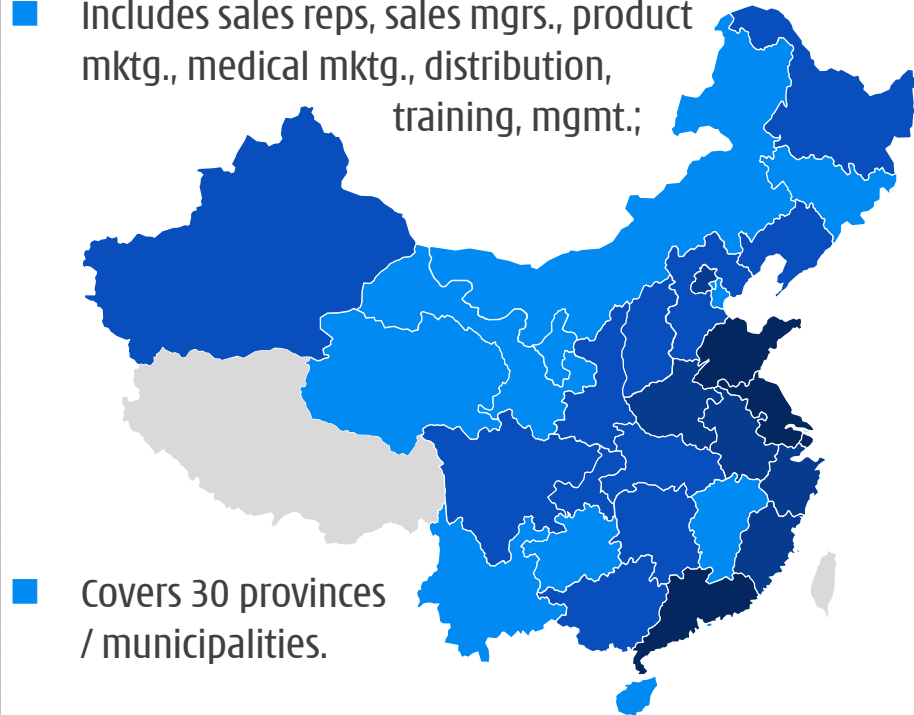 Includes sales reps, sales mgrs., product
mktg., medical mktg., distribution,
training, mgmt.;
Covers 30 provinces
/ municipalities.